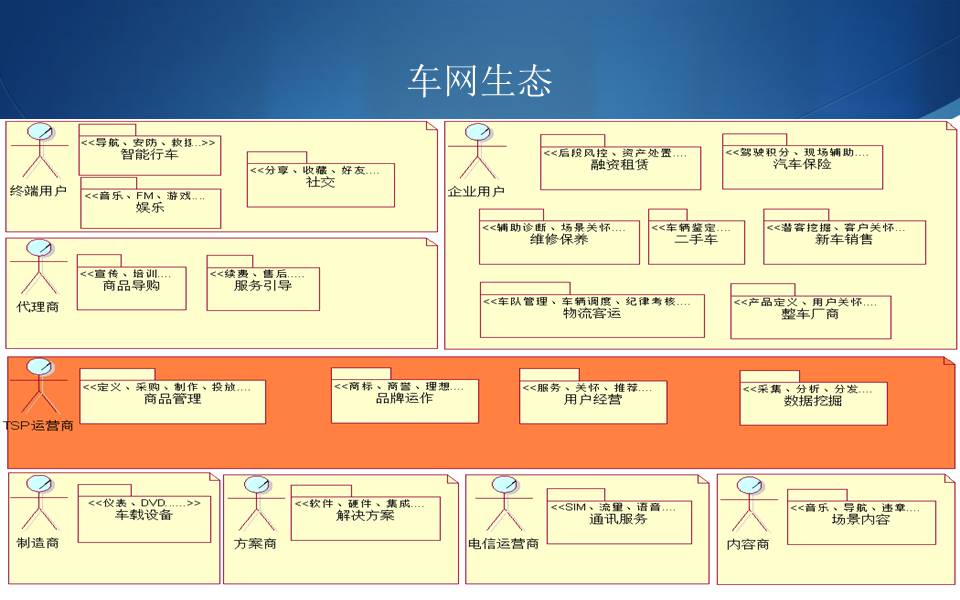 车网生态
<<导航、安防、救援...>>
智能行车
终端用户
<<音乐、FM、游戏....
娱乐
<<分享、收藏、好友....
社交
企业用户
<<后段风控、资产处置....
融资租赁
<<驾驶积分、现场辅助....
汽车保险
<<辅助诊断、场景关怀....
维修保养
<<车辆鉴定....
二手车
<<潜客挖掘、客户关怀...
新车销售
<<车队管理、车辆调度、纪律考核....
物流客运
<<产品定义、用户关怀....
整车厂商
代理商
<<宣传、培训....
商品导购
<<续费、售后.....
服务引导
TSP运营商
<<定义、采购、制作、投放....
商品管理
<<商标、商誉、理想....
品牌运作
<<服务、关怀、推荐....
用户经营
<<采集、分析、分发....
数据挖掘
制造商
<<仪表、DVD......>>
车载设备
方案商
<<软件、硬件、集成....
解决方案
电信运营商
<<SIM、流里、语音....
通讯服务
内容商
<<音乐、导航、违章....
场景内容